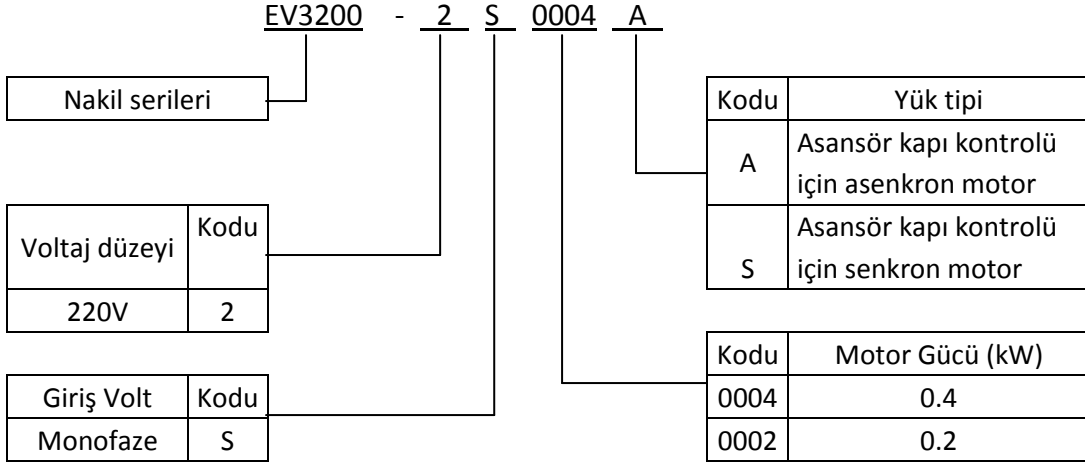 EV3200 - 2 S 0004 A
Nakil serileri
Voltaj düzeyi Kodu
220V 2
Giriş Volt Kodu
Monofaze S
Kodu Yük tipi
A Asansör kapı kontrolü
için asenkron motor
S Asansör kapı kontrolü
için senkron motor
Kodu Motor Gücü (kW)
0004 0.4
0002 0.2